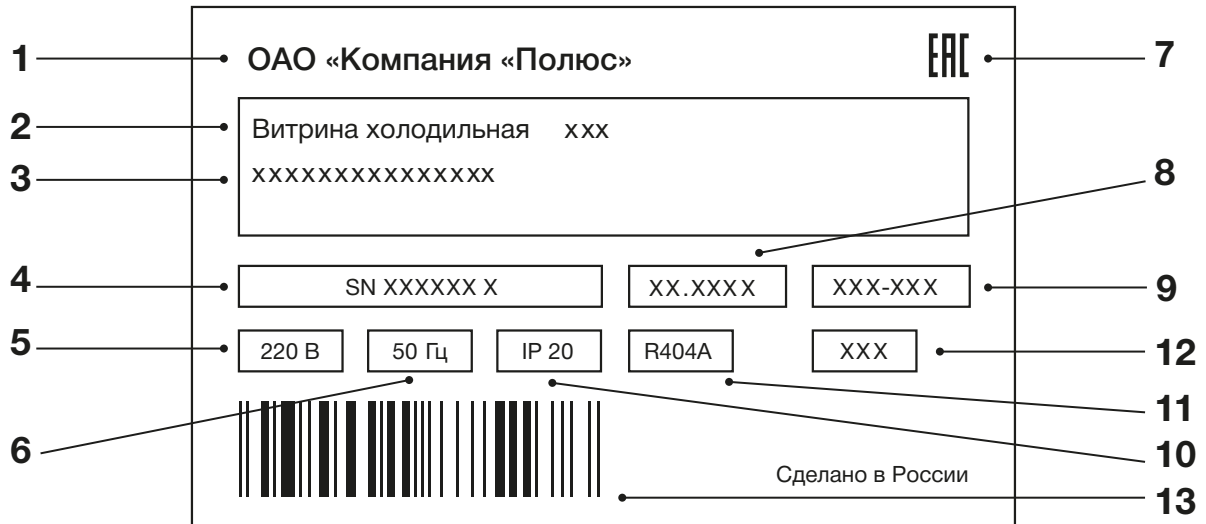 1 ОАО «Компания «Полюс» EAC 7
2 Витрина холодильная xxx
3 xxxxxxxxxxxxxxx 8
4 SN XXXXXX X XX.XXXX XXX-XXX 9
5 220 В 50 Гц IP 20 R404A XXX 12
11
6 10
Сделано в России
13